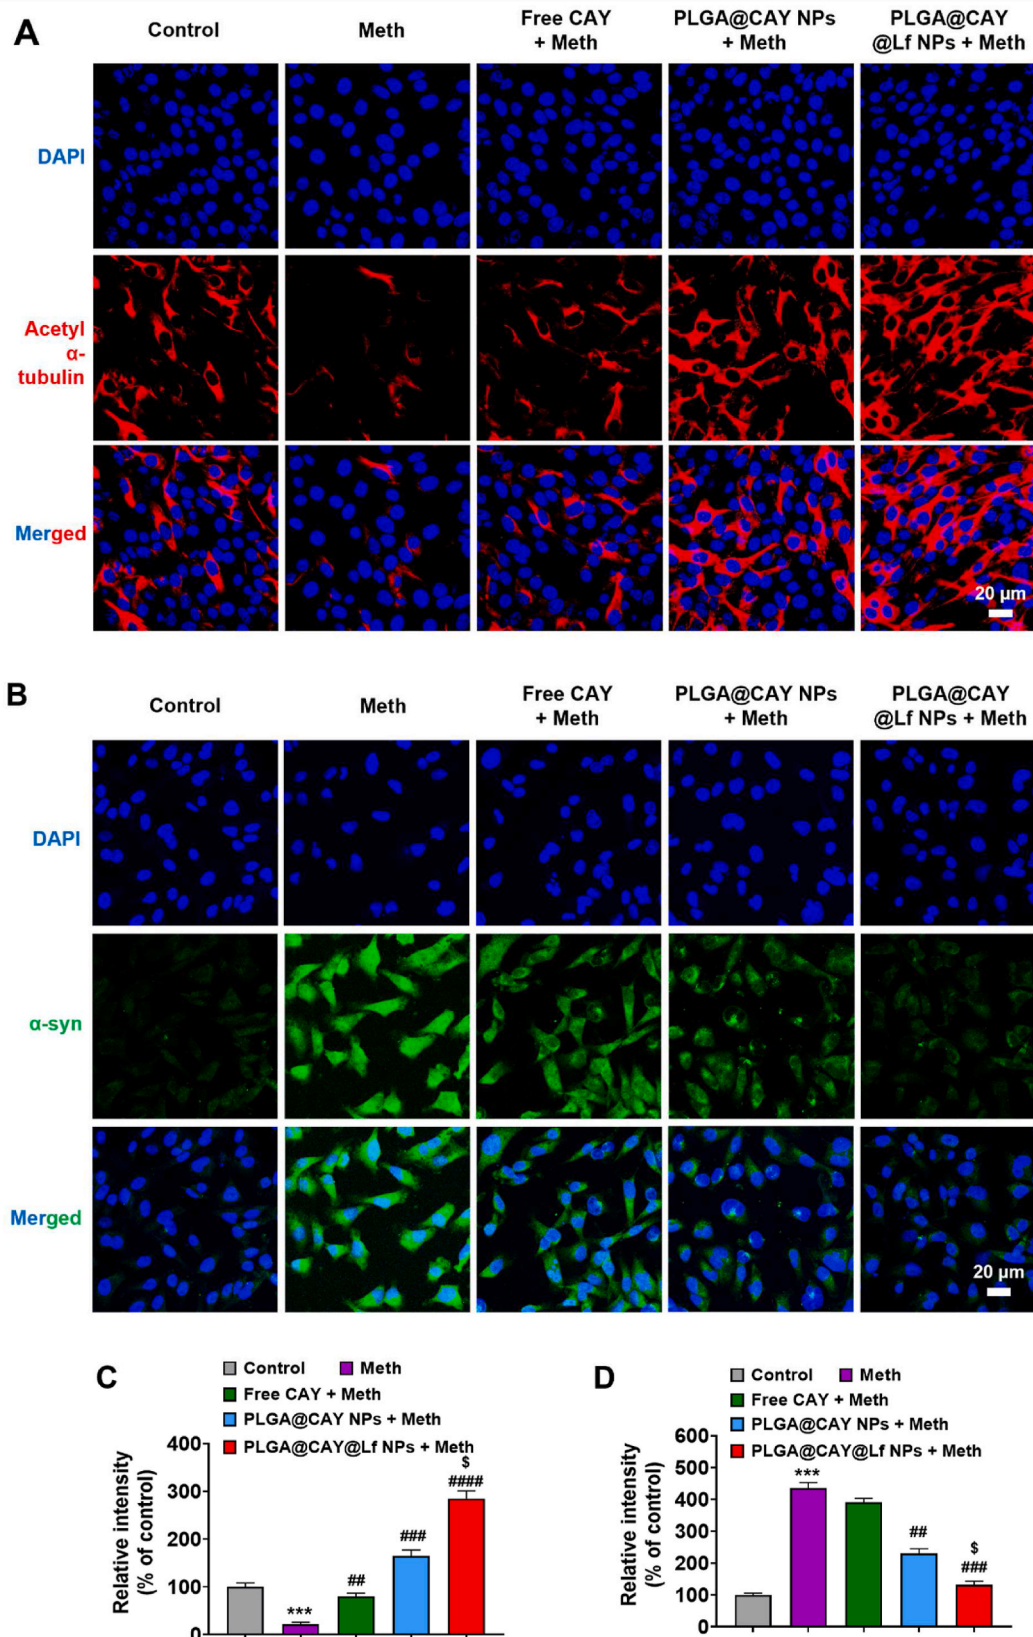 A
Control
Meth
Free CAY
+ Meth
PLGA@CAY NPs
+ Meth
PLGA@CAY
@Lf NPs + Meth
DAPI
Acetyl
α-
tubulin
Merged
20 µm
B
Control
Meth
Free CAY
+ Meth
PLGA@CAY NPs
+ Meth
PLGA@CAY
@Lf NPs + Meth
DAPI
α-syn
Merged
20 µm
C
Control
Meth
Free CAY + Meth
PLGA@CAY NPs + Meth
PLGA@CAY@Lf NPs + Meth
Relative intensity
(% of control)
400
300
200
100
0
***
##
###
$
####
D
Control
Meth
Free CAY + Meth
PLGA@CAY NPs + Meth
PLGA@CAY@Lf NPs + Meth
Relative intensity
(% of control)
600
500
400
300
200
100
0
***
##
$
###